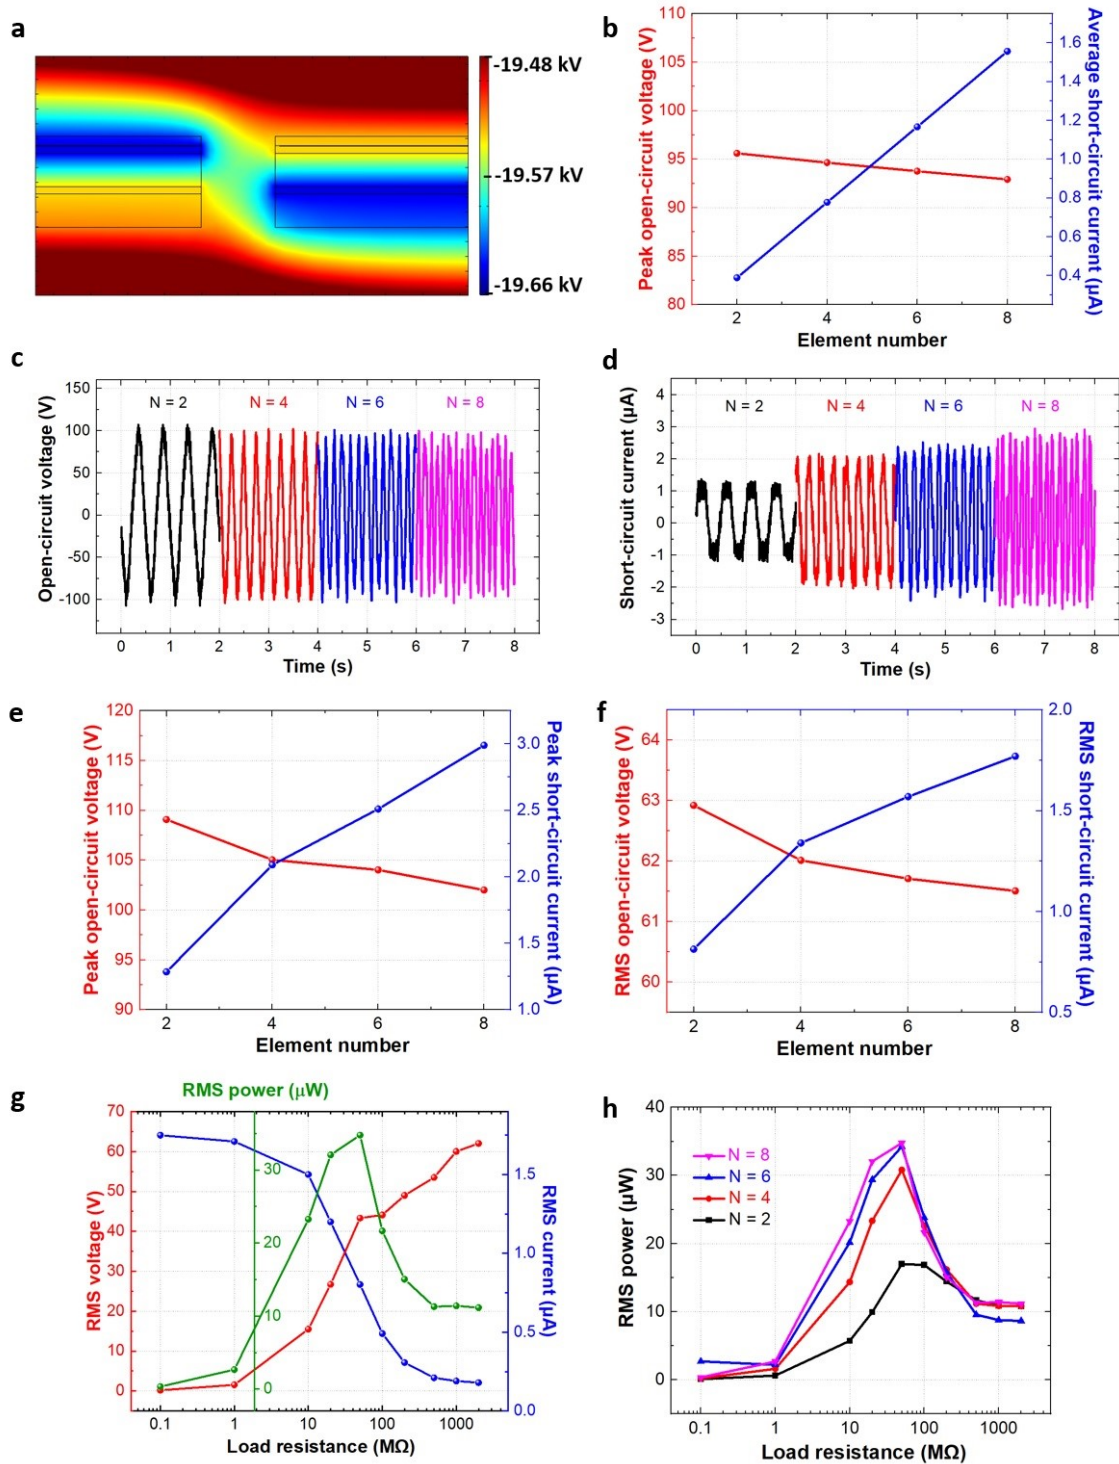 a
-19.48 kV
-19.57 kV
-19.66 kV
b
Peak open-circuit voltage (V)
110
105
100
95
90
85
80
2 4 6 8
Element number
1.6
1.4
1.2
1.0
0.8
0.6
0.4
Average short-circuit current (μA)
c
Open-circuit voltage (V)
150
100
50
0
-50
-100
N = 2 N = 4 N = 6 N = 8
0 1 2 3 4 5 6 7 8
Time (s)
d
Short-circuit current (μA)
4
3
2
1
0
-1
-2
-3
N = 2 N = 4 N = 6 N = 8
0 1 2 3 4 5 6 7 8
Time (s)
e
Peak open-circuit voltage (V)
120
115
110
105
100
95
90
2 4 6 8
Element number
3.0
2.5
2.0
1.5
1.0
Peak short-circuit current (μA)
f
RMS open-circuit voltage (V)
64
63
62
61
60
2 4 6 8
Element number
2.0
1.5
1.0
0.5
RMS short-circuit current (μA)
g
RMS power (μW)
RMS voltage (V)
70
60
50
40
30
20
10
0
30
20
10
0
0.1 1 10 100 1000
Load resistance (MΩ)
1.5
1.0
0.5
0.0
RMS current (μA)
h
RMS power (μW)
40
30
20
10
0
N = 8
N = 6
N = 4
N = 2
0.1 1 10 100 1000
Load resistance (MΩ)